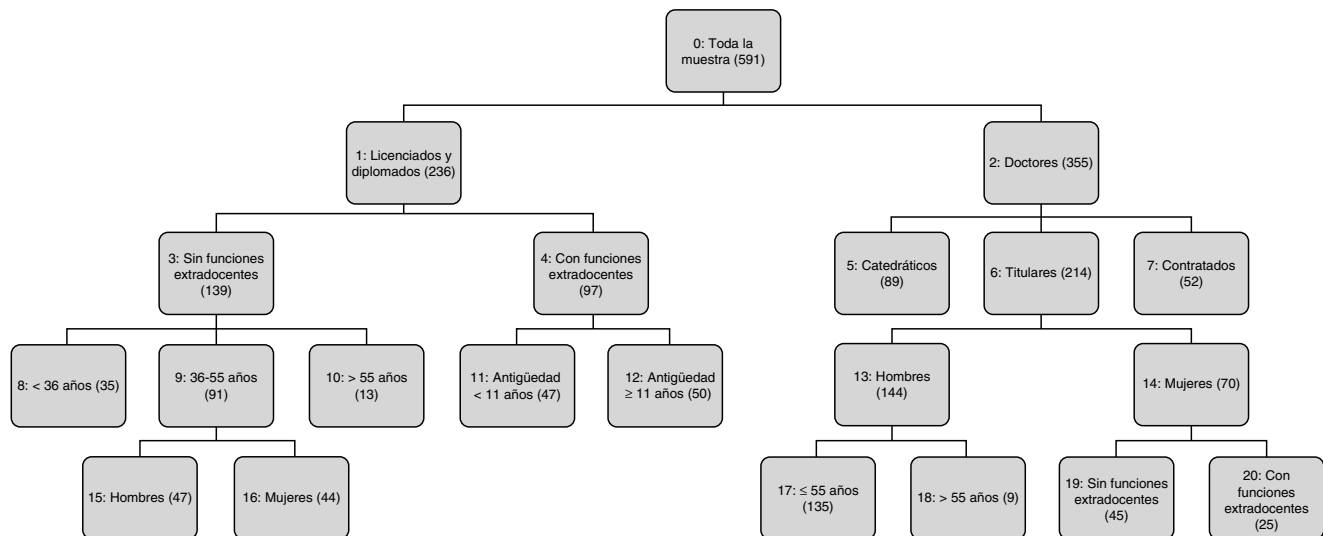 0: Toda la
muestra (591)
1: Licenciados y
diplomados (236)
2: Doctores (355)
3: Sin funciones
extradocentes
(139)
4: Con funciones
extradocentes
(97)
5: Catedráticos
(89)
6: Titulares (214)
7: Contratados
(52)
8: < 36 años (35)
9: 36-55 años
(91)
10: > 55 años
(13)
11: Antigüedad
< 11 años (47)
12: Antigüedad
≥ 11 años (50)
13: Hombres
(144)
14: Mujeres (70)
15: Hombres (47)
16: Mujeres (44)
17: ≤ 55 años
(135)
18: > 55 años (9)
19: Sin funciones
extradocentes
(45)
20: Con
funciones
extradocentes
(25)